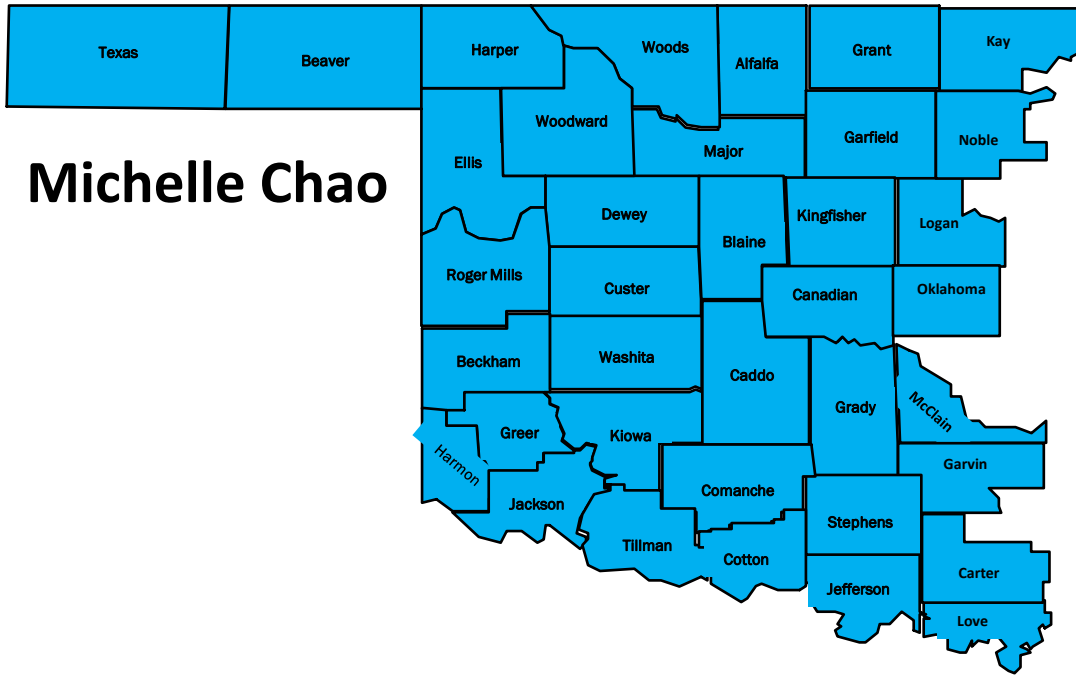 Texas
Beaver
Harper
Woods
Alfalfa
Grant
Kay
Woodward
Ellis
Major
Garfield
Noble
Michelle Chao
Dewey
Blaine
Kingfisher
Logan
Roger Mills
Custer
Canadian
Oklahoma
Beckham
Washita
Caddo
Grady
McClain
Greer
Kiowa
Harmon
Garvin
Jackson
Comanche
Stephens
Tillman
Cotton
Carter
Jefferson
Love